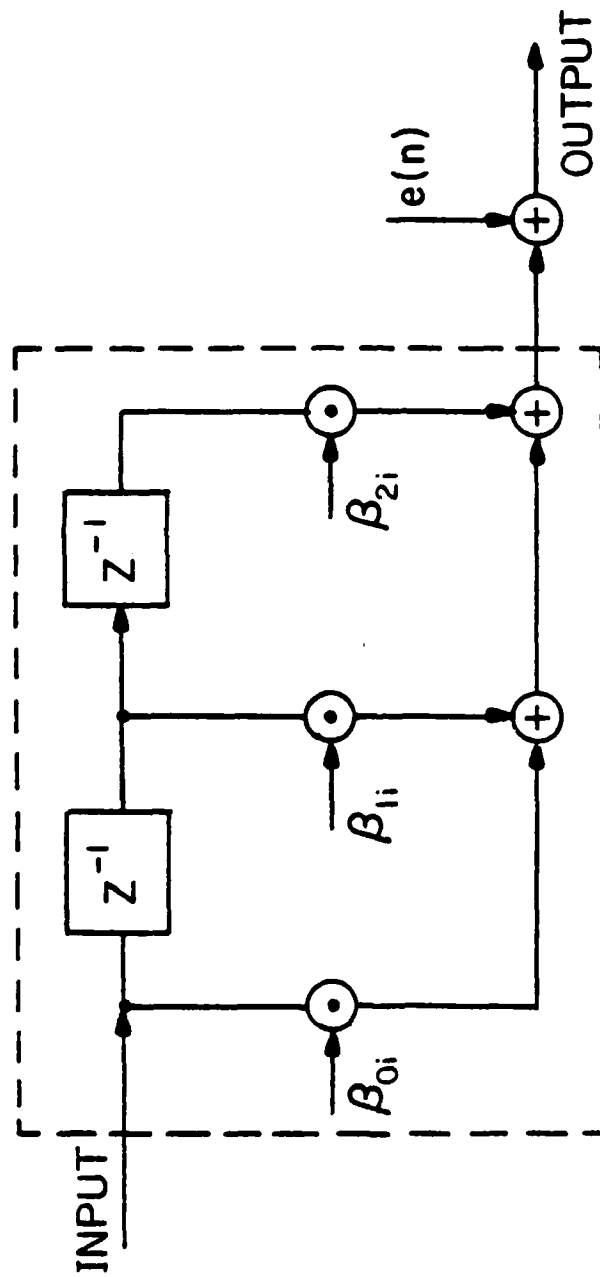 INPUT
Z⁻¹
Z⁻¹
β₀ᵢ
β₁ᵢ
β₂ᵢ
e(n)
OUTPUT